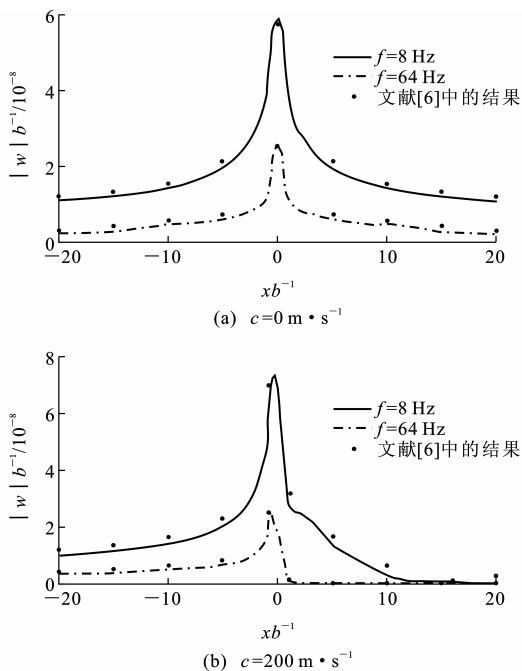 6
4
2
0
|w|b⁻¹/10⁻⁸
f=8 Hz
f=64 Hz
文献[6]中的结果
−20 −10 0 10 20
xb⁻¹
(a) c=0 m·s⁻¹
8
6
4
2
0
|w|b⁻¹/10⁻⁸
f=8 Hz
f=64 Hz
文献[6]中的结果
−20 −10 0 10 20
xb⁻¹
(b) c=200 m·s⁻¹